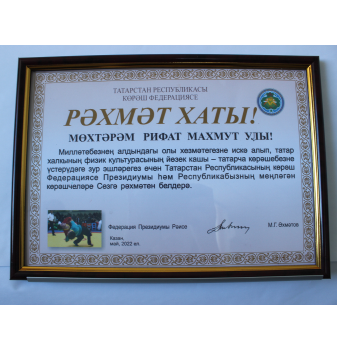 ТАТАРСТАН РЕСПУБЛИКАСЫ
КӨРӘШ ФЕДЕРАЦИЯСЕ
РӘХМӘТ ХАТЫ!
МӨХТӘРӘМ РИФАТ МАХМУТ УЛЫ!
Милләтебезнең алдындагы олы хезмәтегезне искә алып, татар
халкының физик культурасының йөзек кашы – татарча көрәшебезне
үстерүдәге зур эшләрегез өчен Татарстан Республикасының көрәш
Федерациясе Президиумы һәм Республикабызның меңләгән
көрәшчеләре Сезгә рәхмәтен белдерә.
Федерация Президиумы Рәисе
М.Г. Әхмәтов
Казан,
май, 2022 ел.